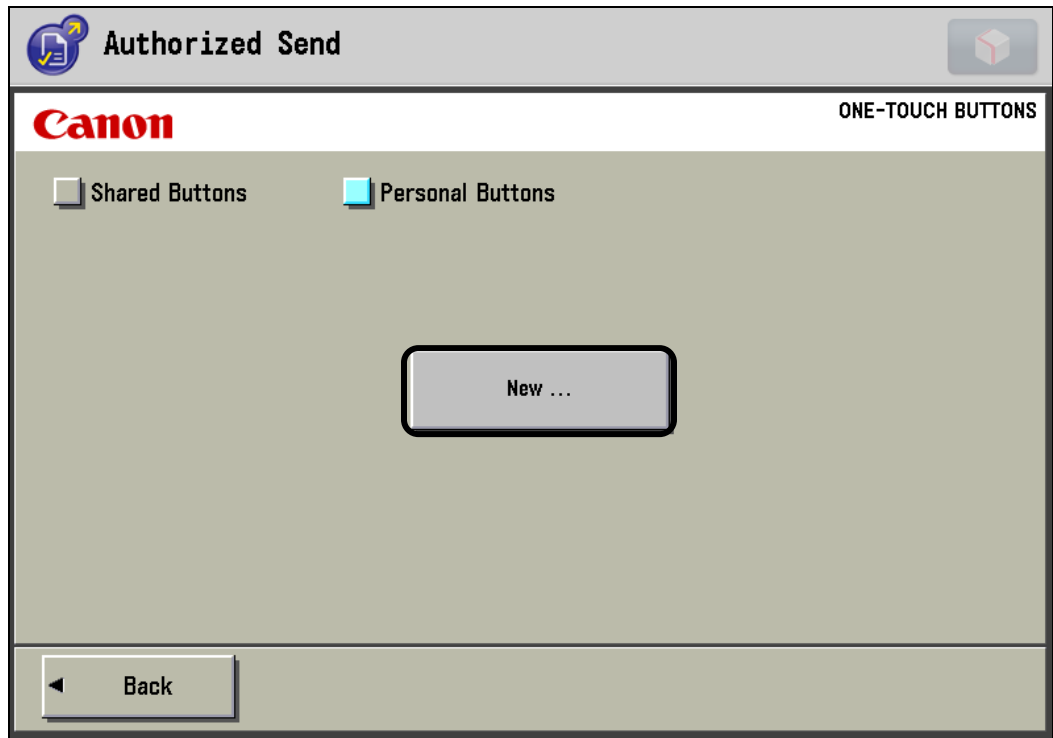 Authorized Send
Canon
ONE-TOUCH BUTTONS
Shared Buttons
Personal Buttons
New ...
Back